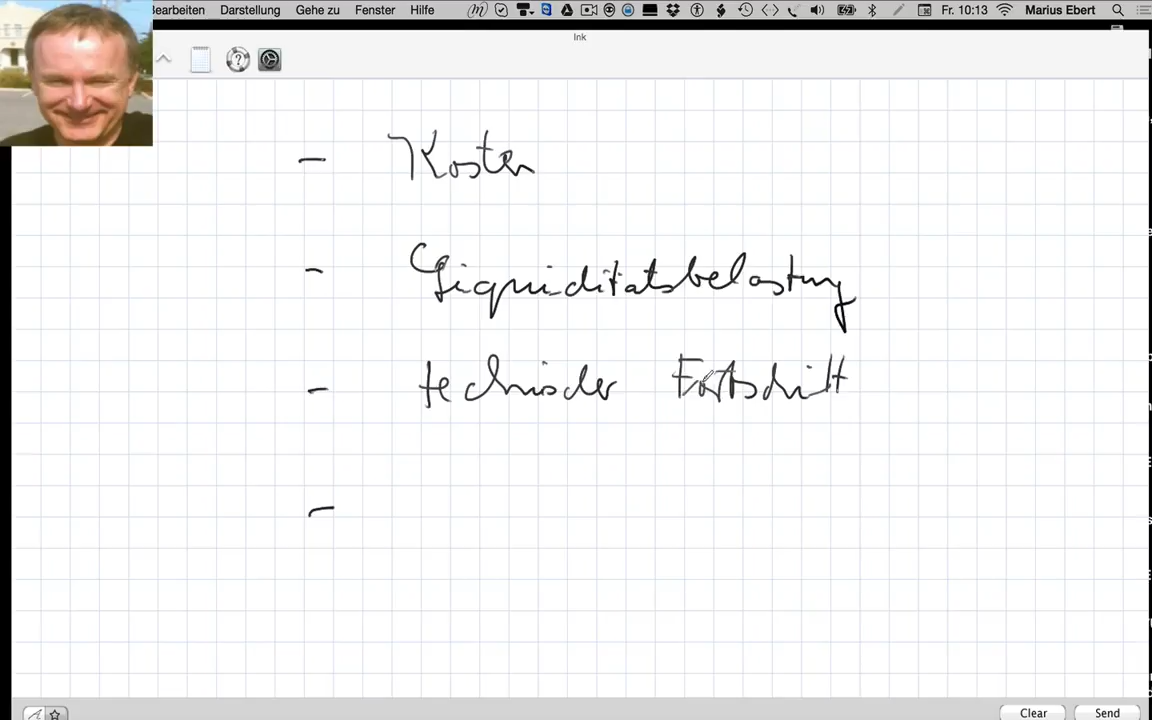 Bearbeiten Darstellung Gehe zu Fenster Hilfe Fr. 10:13 Marius Ebert
Ink
- Kosten
- Liquiditätsbelastung
- technischer Fortschritt
-
Clear Send